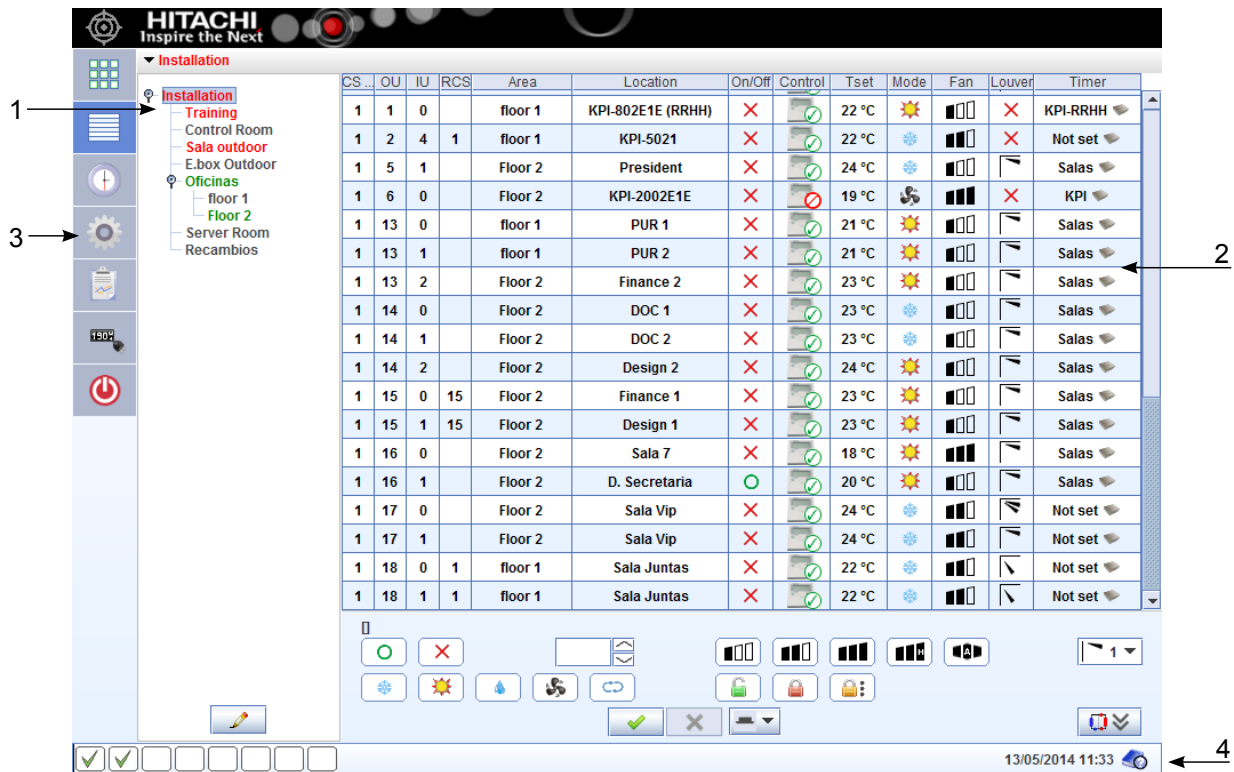 HITACHI
Inspire the Next
Installation
1
Installation
Training
Control Room
Sala outdoor
E.box Outdoor
Oficinas
floor 1
Floor 2
Server Room
Recambios
3
CS ... OU IU RCS Area Location On/Off Control Tset Mode Fan Louver Timer
1 1 0 floor 1 KPI-802E1E (RRHH) 22 °C KPI-RRHH
1 2 4 1 floor 1 KPI-5021 22 °C Not set
1 5 1 Floor 2 President 24 °C Salas
1 6 0 Floor 2 KPI-2002E1E 19 °C KPI
1 13 0 floor 1 PUR 1 21 °C Salas
1 13 1 floor 1 PUR 2 21 °C Salas
2
1 13 2 Floor 2 Finance 2 23 °C Salas
1 14 0 Floor 2 DOC 1 23 °C Salas
1 14 1 Floor 2 DOC 2 23 °C Salas
1 14 2 Floor 2 Design 2 24 °C Salas
1 15 0 15 Floor 2 Finance 1 23 °C Salas
1 15 1 15 Floor 2 Design 1 23 °C Salas
1 16 0 Floor 2 Sala 7 18 °C Salas
1 16 1 Floor 2 D. Secretaria 20 °C Salas
1 17 0 Floor 2 Sala Vip 24 °C Not set
1 17 1 Floor 2 Sala Vip 24 °C Not set
1 18 0 1 floor 1 Sala Juntas 22 °C Not set
1 18 1 1 floor 1 Sala Juntas 22 °C Not set
[]
H
A
1
13/05/2014 11:33
4